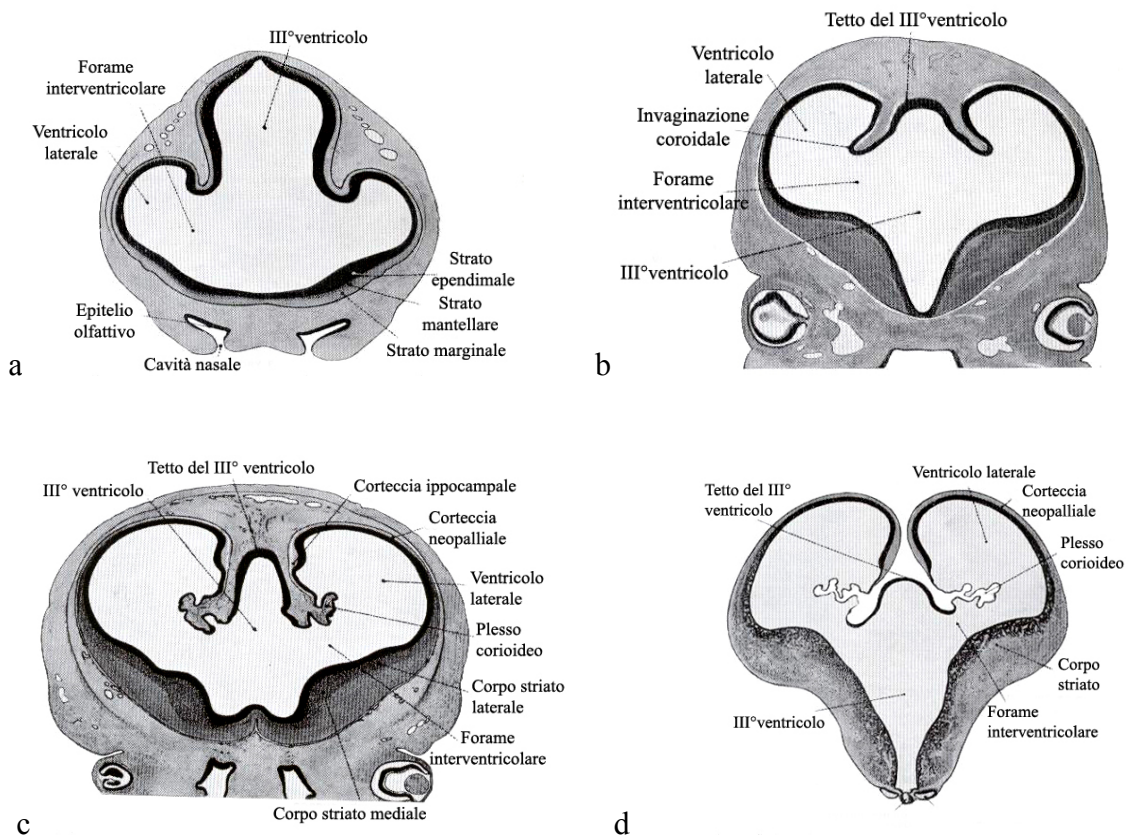 III°ventricolo
Forame
interventricolare
Ventricolo
laterale
Strato
ependimale
Epitelio
olfattivo
Strato
mantellare
Strato marginale
Cavità nasale
a
Tetto del III°ventricolo
Ventricolo
laterale
Invaginazione
coroidale
Forame
interventricolare
III°ventricolo
b
Tetto del III° ventricolo
III° ventricolo
Corteccia ippocampale
Corteccia
neopalliale
Ventricolo
laterale
Plesso
corioideo
Corpo striato
laterale
Forame
interventricolare
Corpo striato mediale
c
Ventricolo laterale
Tetto del III°
ventricolo
Corteccia
neopalliale
Plesso
corioideo
Corpo
striato
III°ventricolo
Forame
interventricolare
d